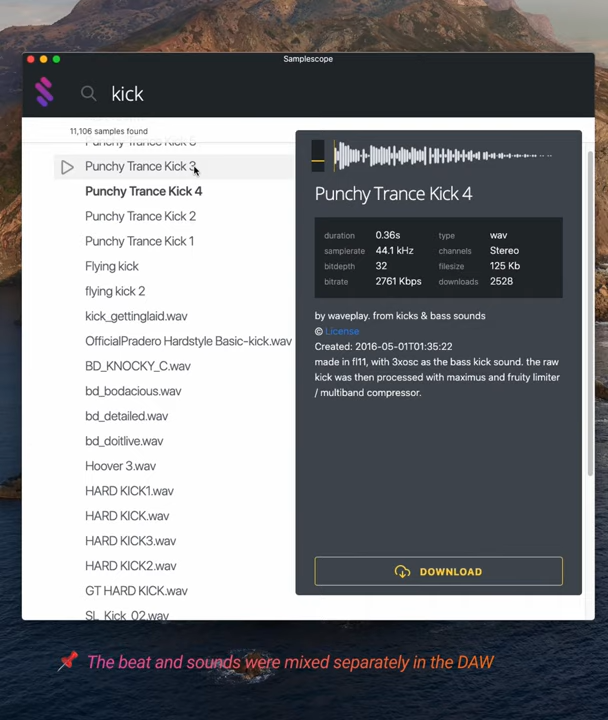 Samplescope
kick
11,106 samples found
Punchy Trance Kick 3
Punchy Trance Kick 4
Punchy Trance Kick 2
Punchy Trance Kick 1
Flying kick
flying kick 2
kick_gettinglaid.wav
OfficialPradero Hardstyle Basic-kick.wav
BD_KNOCKY_C.wav
bd_bodacious.wav
bd_detailed.wav
bd_doitlive.wav
Hoover 3.wav
HARD KICK1.wav
HARD KICK.wav
HARD KICK3.wav
HARD KICK2.wav
GT HARD KICK.wav
SL_Kick_02.wav
Punchy Trance Kick 4
duration 0.36s type wav
samplerate 44.1 kHz channels Stereo
bitdepth 32 filesize 125 Kb
bitrate 2761 Kbps downloads 2528
by waveplay. from kicks & bass sounds
© License
Created: 2016-05-01T01:35:22
made in fl11, with 3xosc as the bass kick sound. the raw
kick was then processed with maximus and fruity limiter
/ multiband compressor.
DOWNLOAD
📌 The beat and sounds were mixed separately in the DAW